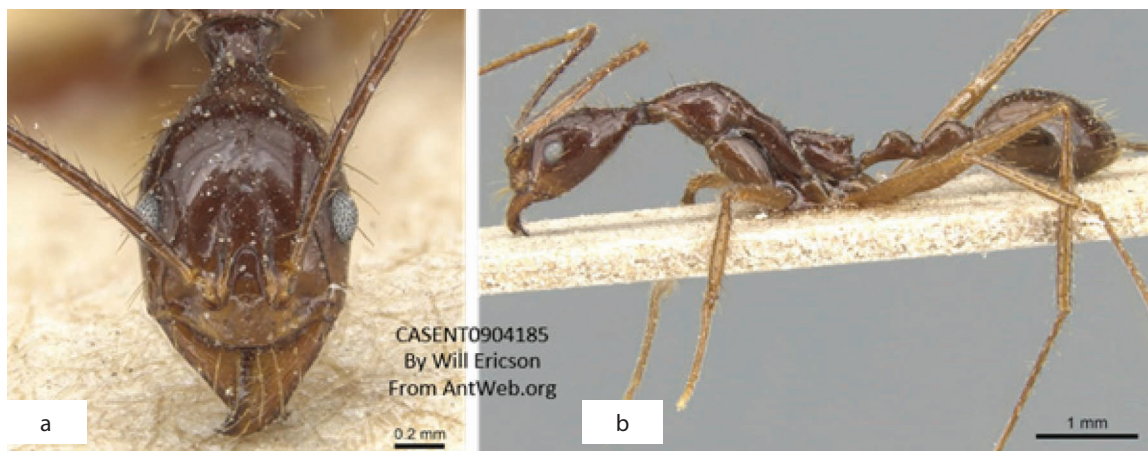 CASENT0904185
By Will Ericson
From AntWeb.org
a
0.2 mm
b
1 mm